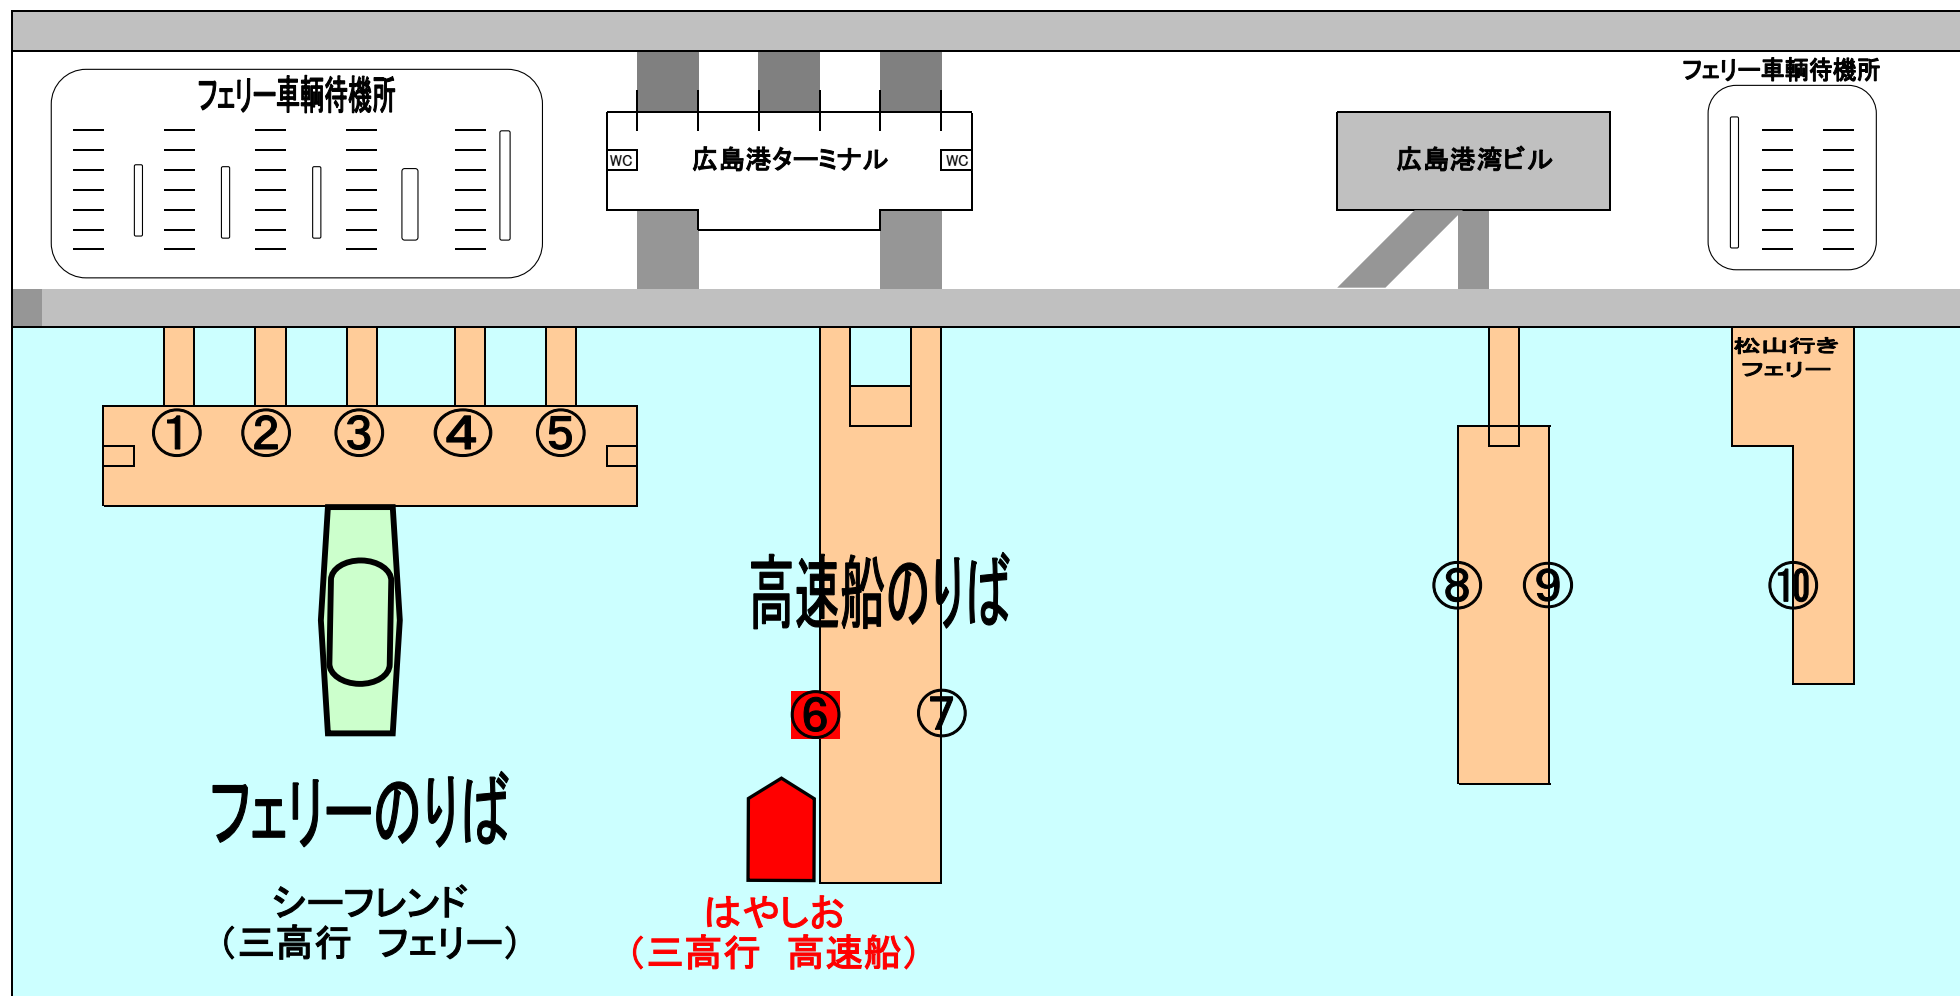 フェリー車輌待機所
フェリー車輌待機所
WC
広島港ターミナル
WC
広島港湾ビル
松山行き
フェリー
①
②
③
④
⑤
高速船のりば
⑧
⑨
⑩
⑥
⑦
フェリーのりば
シーフレンド
（三高行　フェリー）
はやしお
（三高行　高速船）